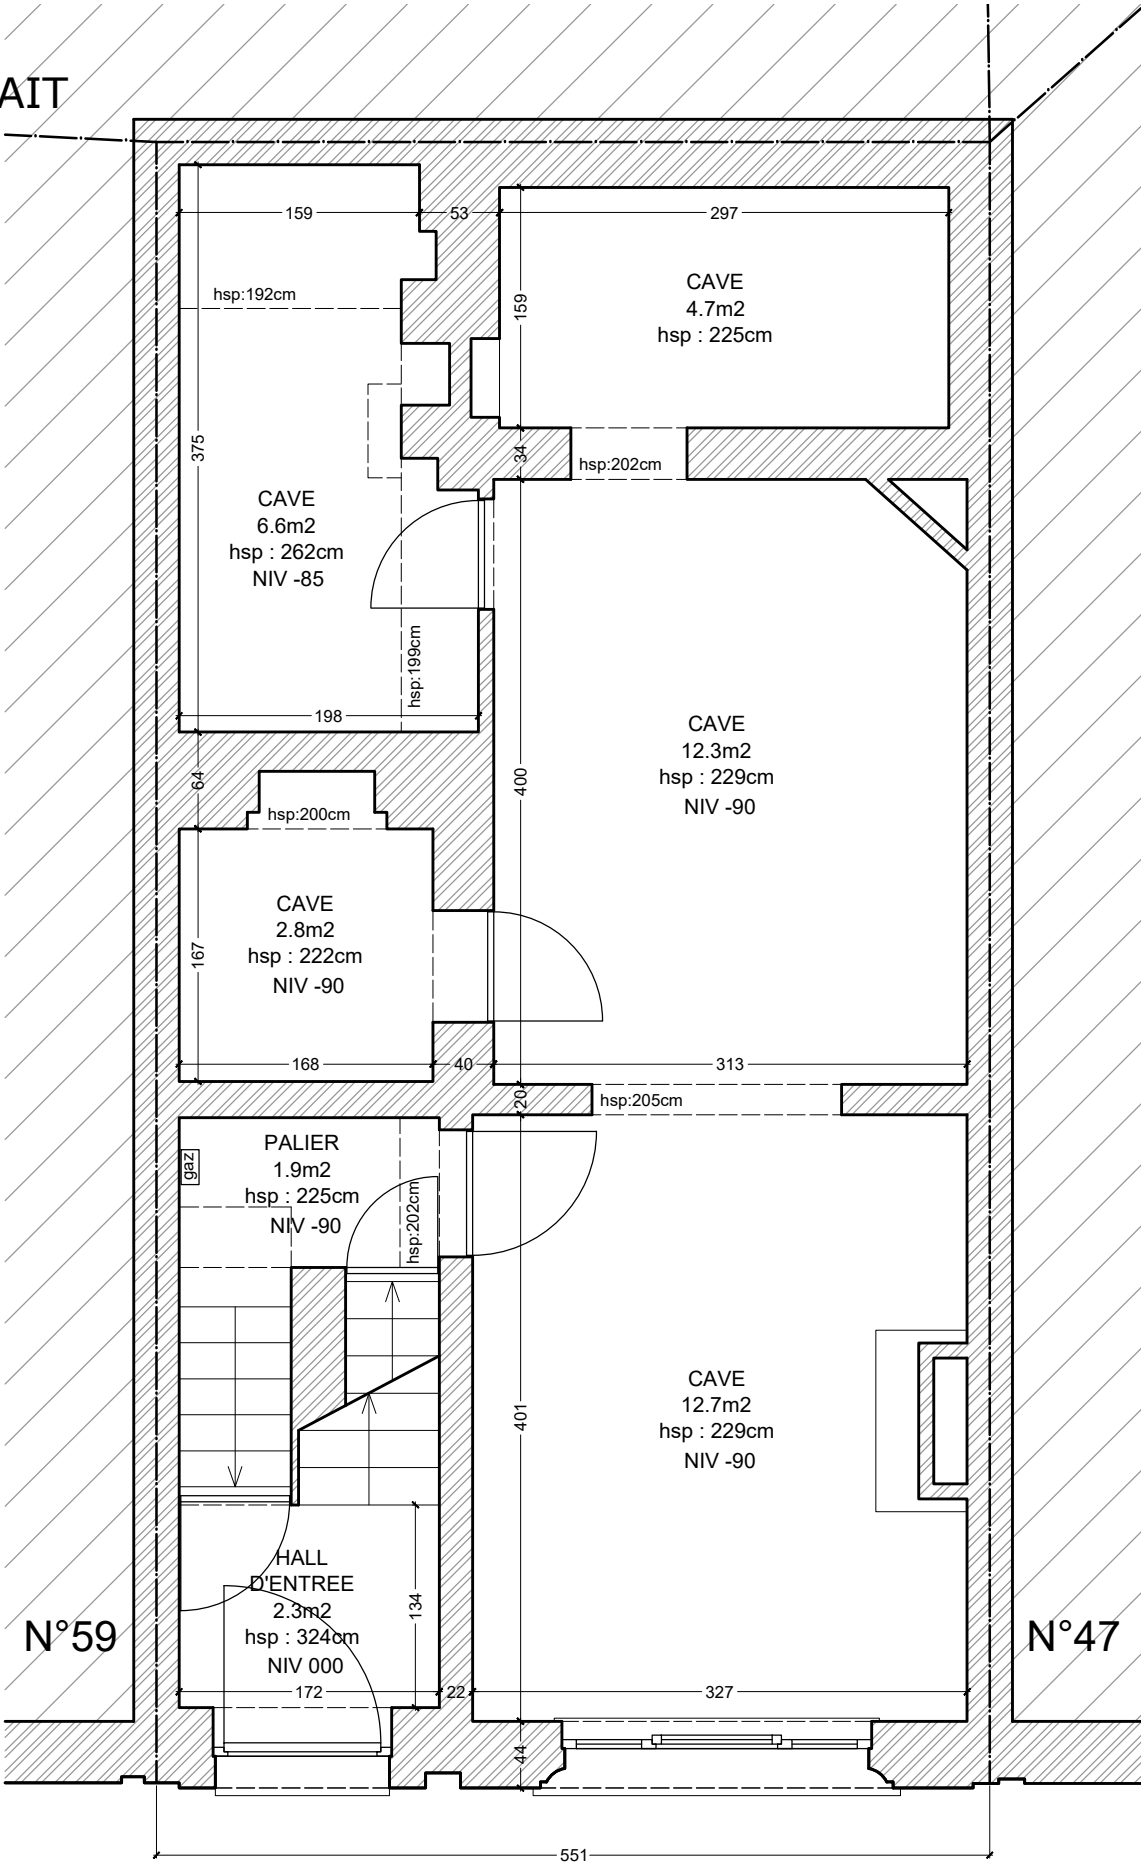 AIT
159
53
297
hsp:192cm
CAVE
4.7m2
hsp : 225cm
159
375
34
hsp:202cm
CAVE
6.6m2
hsp : 262cm
NIV -85
hsp:199cm
198
CAVE
12.3m2
hsp : 229cm
NIV -90
64
400
hsp:200cm
CAVE
2.8m2
hsp : 222cm
NIV -90
167
168
40
313
20
hsp:205cm
PALIER
1.9m2
hsp : 225cm
NIV -90
gaz
hsp:202cm
CAVE
12.7m2
hsp : 229cm
NIV -90
401
HALL
D'ENTREE
2.3m2
hsp : 324cm
NIV 000
134
N°59
N°47
172
22
327
44
551